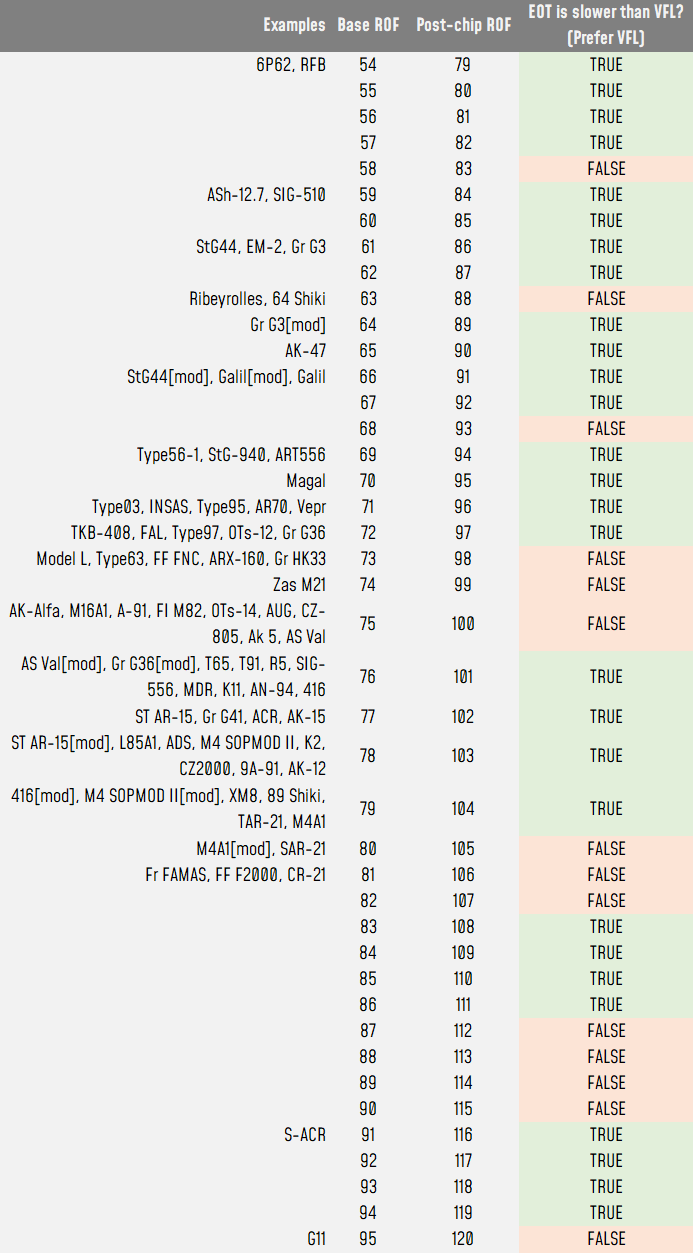 Examples Base ROF Post-chip ROF EOT is slower than VFL?
(Prefer VFL)
6P62, RFB 54 79 TRUE
55 80 TRUE
56 81 TRUE
57 82 TRUE
58 83 FALSE
ASh-12.7, SIG-510 59 84 TRUE
60 85 TRUE
StG44, EM-2, Gr G3 61 86 TRUE
62 87 TRUE
Ribeyrolles, 64 Shiki 63 88 FALSE
Gr G3[mod] 64 89 TRUE
AK-47 65 90 TRUE
StG44[mod], Galil[mod], Galil 66 91 TRUE
67 92 TRUE
68 93 FALSE
Type56-1, StG-940, ART556 69 94 TRUE
Magal 70 95 TRUE
Type03, INSAS, Type95, AR70, Vepr 71 96 TRUE
TKB-408, FAL, Type97, OTs-12, Gr G36 72 97 TRUE
Model L, Type63, FF FNC, ARX-160, Gr HK33 73 98 FALSE
Zas M21 74 99 FALSE
AK-Alfa, M16A1, A-91, FI M82, OTs-14, AUG, CZ-
805, Ak 5, AS Val 75 100 FALSE
AS Val[mod], Gr G36[mod], T65, T91, R5, SIG-
556, MDR, K11, AN-94, 416 76 101 TRUE
ST AR-15, Gr G41, ACR, AK-15 77 102 TRUE
ST AR-15[mod], L85A1, ADS, M4 SOPMOD II, K2,
CZ2000, 9A-91, AK-12 78 103 TRUE
416[mod], M4 SOPMOD II[mod], XM8, 89 Shiki,
TAR-21, M4A1 79 104 TRUE
M4A1[mod], SAR-21 80 105 FALSE
Fr FAMAS, FF F2000, CR-21 81 106 FALSE
82 107 FALSE
83 108 TRUE
84 109 TRUE
85 110 TRUE
86 111 TRUE
87 112 FALSE
88 113 FALSE
89 114 FALSE
90 115 FALSE
S-ACR 91 116 TRUE
92 117 TRUE
93 118 TRUE
94 119 TRUE
G11 95 120 FALSE